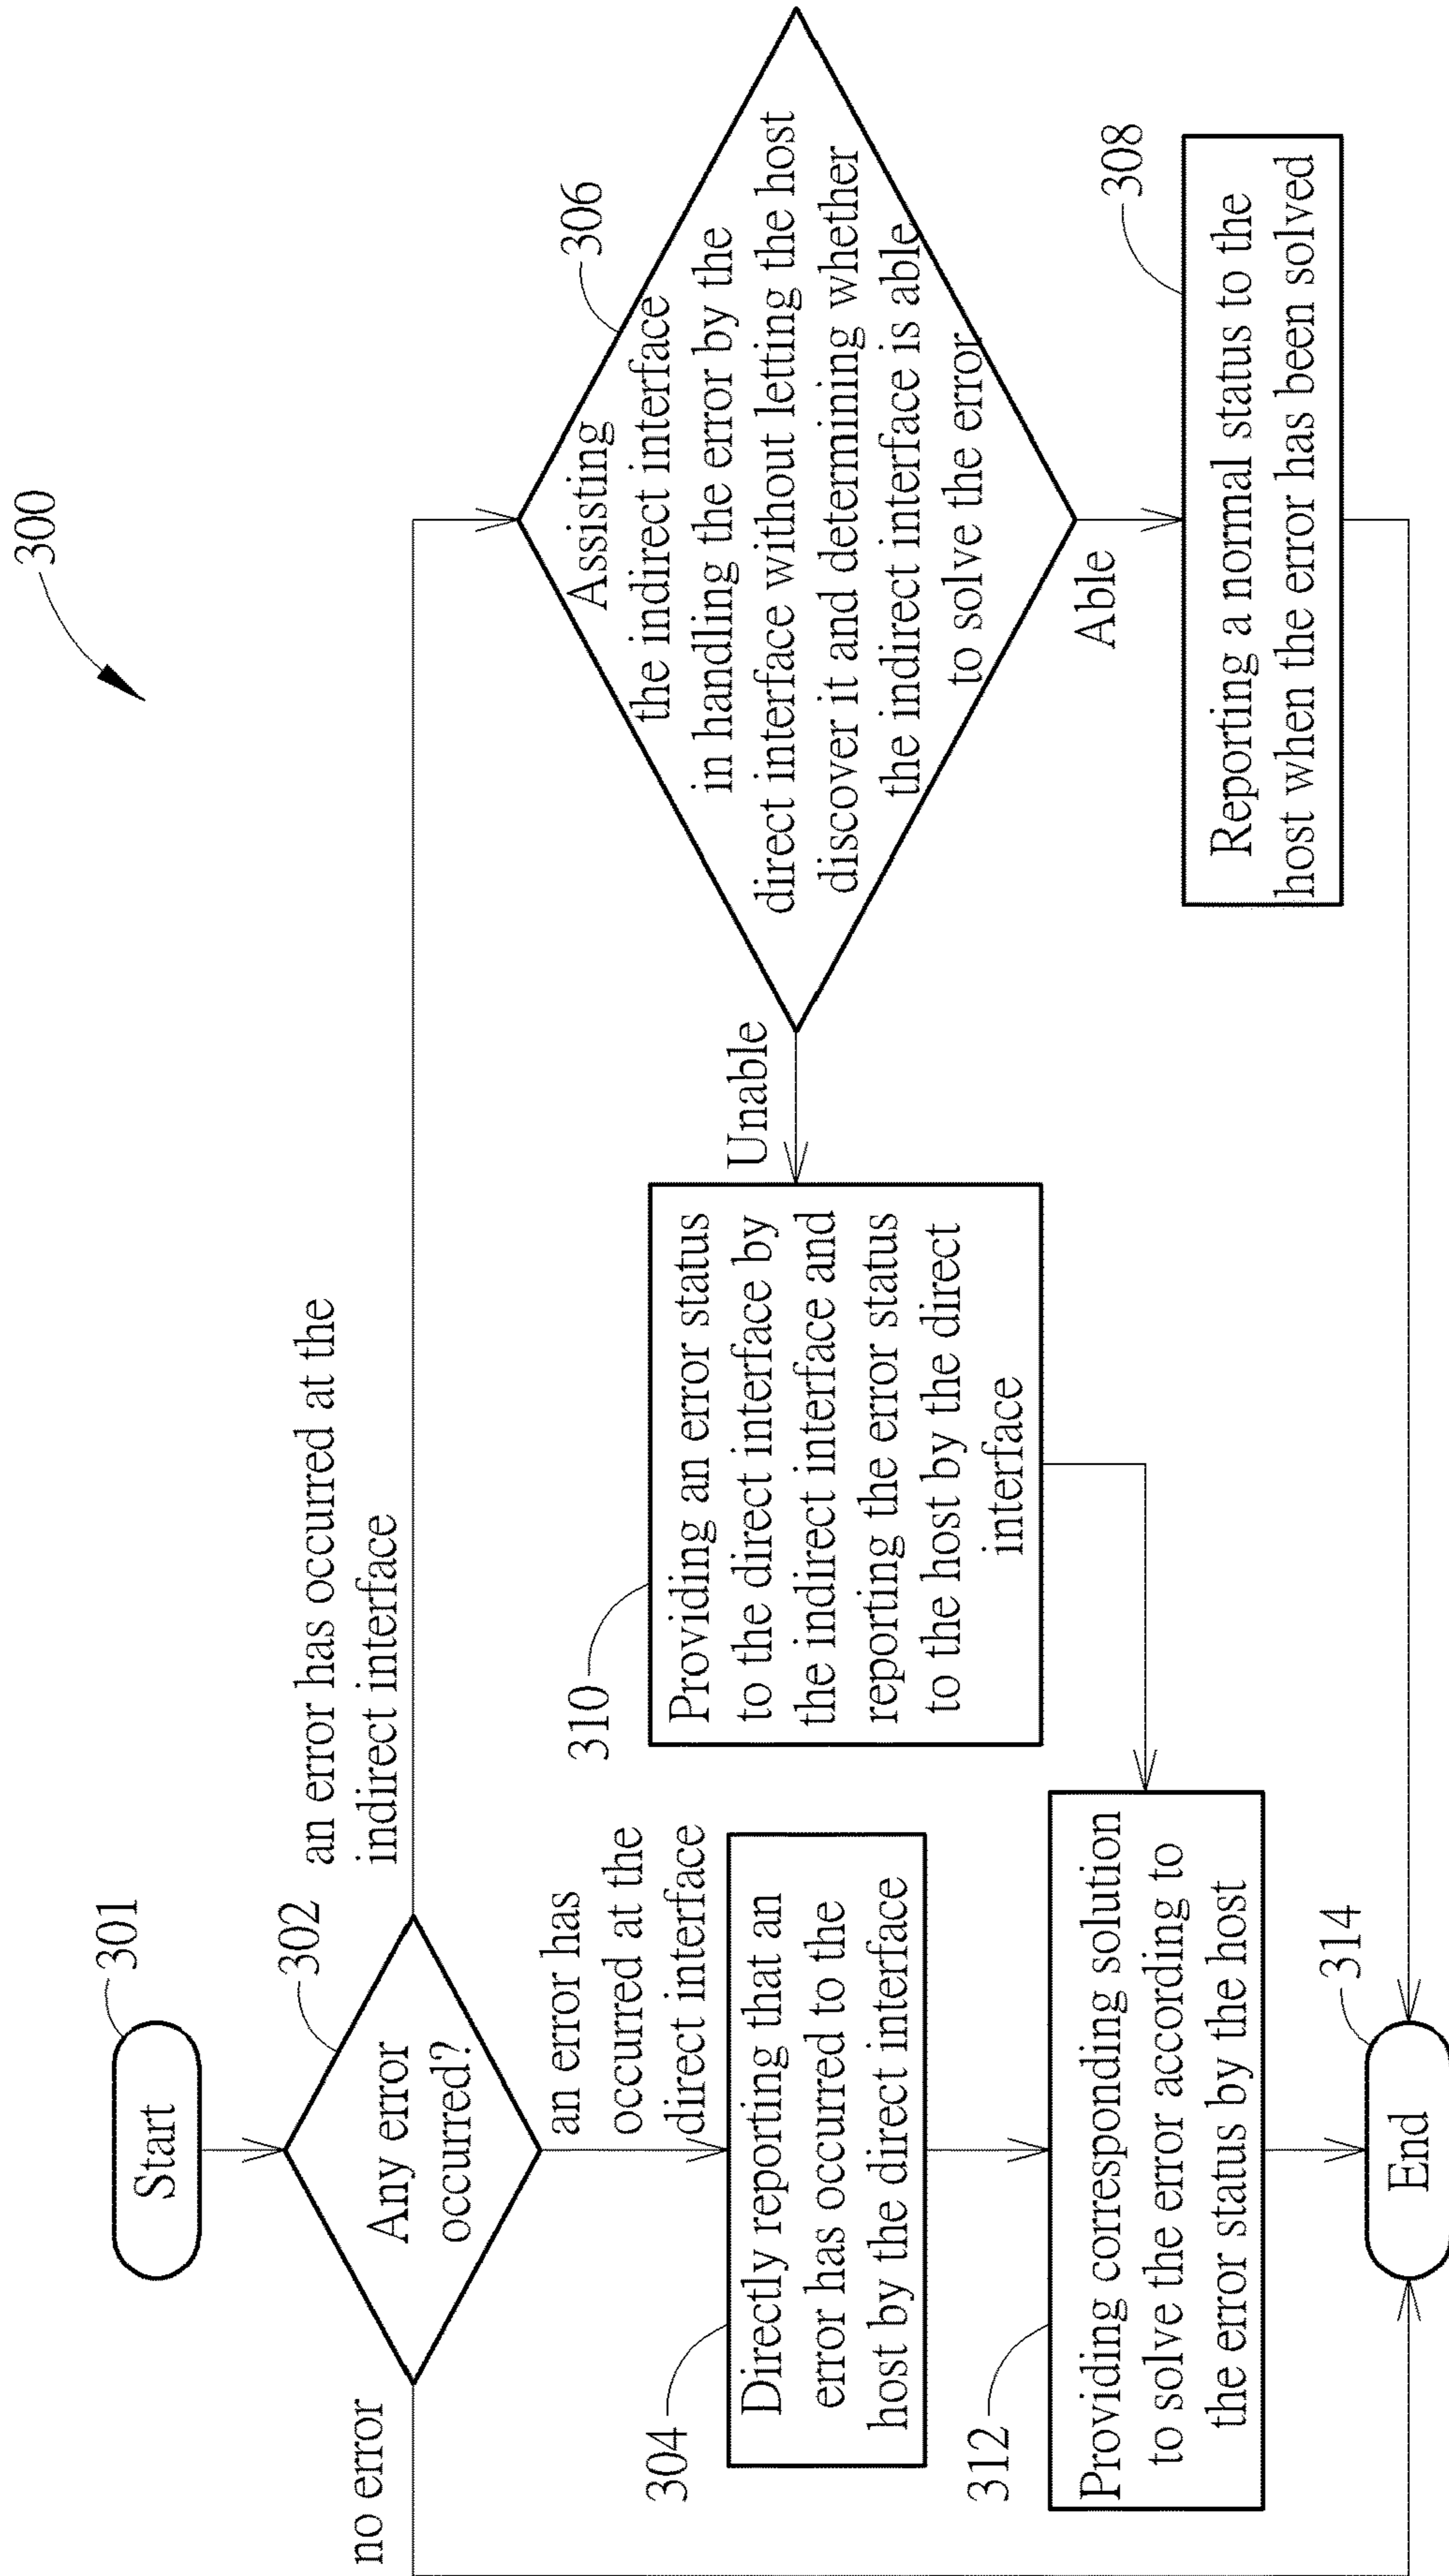 300
Start
301
Any error
occurred?
302
no error
an error has occurred at the
indirect interface
an error has
occurred at the
direct interface
304
Directly reporting that an
error has occurred to the
host by the direct interface
306
Assisting
the indirect interface
in handling the error by the
direct interface without letting the host
discover it and determining whether
the indirect interface is able
to solve the error
Unable
Able
310
Providing an error status
to the direct interface by
the indirect interface and
reporting the error status
to the host by the direct
interface
308
Reporting a normal status to the
host when the error has been solved
312
Providing corresponding solution
to solve the error according to
the error status by the host
314
End